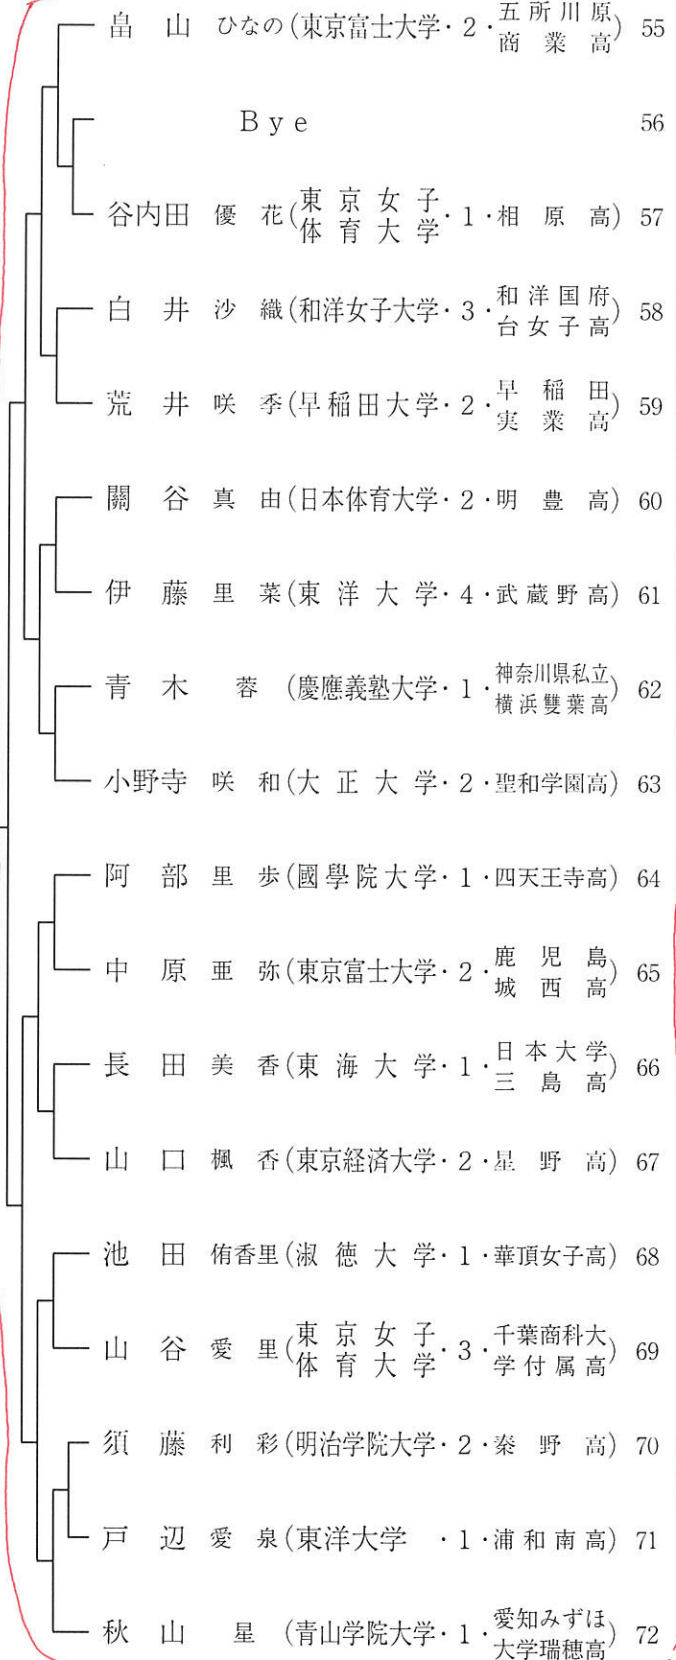 畠山 ひなの(東京富士大学・2・五所川原商業高) 55
Bye 56
谷内田 優花(東京女子体育大学・1・相原高) 57
白井 沙織(和洋女子大学・3・和洋国府台女子高) 58
荒井 咲季(早稲田大学・2・早稲田実業高) 59
關谷 真由(日本体育大学・2・明豊高) 60
伊藤 里菜(東洋大学・4・武蔵野高) 61
青木 蓉(慶應義塾大学・1・神奈川県私立横浜雙葉高) 62
小野寺 咲和(大正大学・2・聖和学園高) 63
阿部 里歩(國學院大学・1・四天王寺高) 64
中原 亜弥(東京富士大学・2・鹿児島城西高) 65
長田 美香(東海大学・1・日本大学三島高) 66
山口 楓香(東京経済大学・2・星野高) 67
池田 侑香里(淑徳大学・1・華頂女子高) 68
山谷 愛里(東京女子体育大学・3・千葉商科大学付属高) 69
須藤 利彩(明治学院大学・2・秦野高) 70
戸辺 愛泉(東洋大学・1・浦和南高) 71
秋山 星(青山学院大学・1・愛知みずほ大学瑞穂高) 72